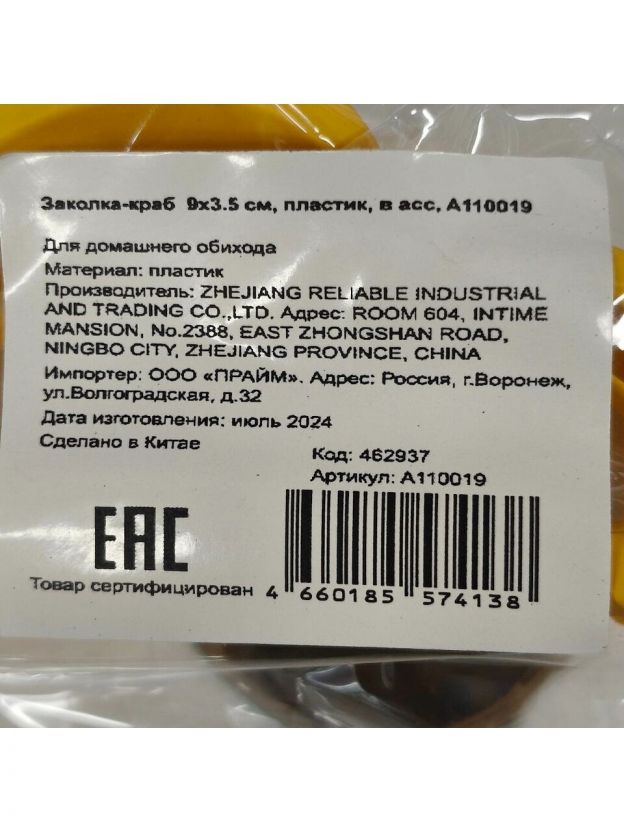 Заколка-краб 9х3.5 см, пластик, в асс, А110019
Для домашнего обихода
Материал: пластик
Производитель: ZHEJIANG RELIABLE INDUSTRIAL
AND TRADING CO.,LTD. Адрес: ROOM 604, INTIME
MANSION, No.2388, EAST ZHONGSHAN ROAD,
NINGBO CITY, ZHEJIANG PROVINCE, CHINA
Импортер: ООО «ПРАЙМ». Адрес: Россия, г.Воронеж,
ул.Волгоградская, д.32
Дата изготовления: июль 2024
Сделано в Китае
Код: 462937
Артикул: А110019
EAC
Товар сертифицирован
4 660185 574138